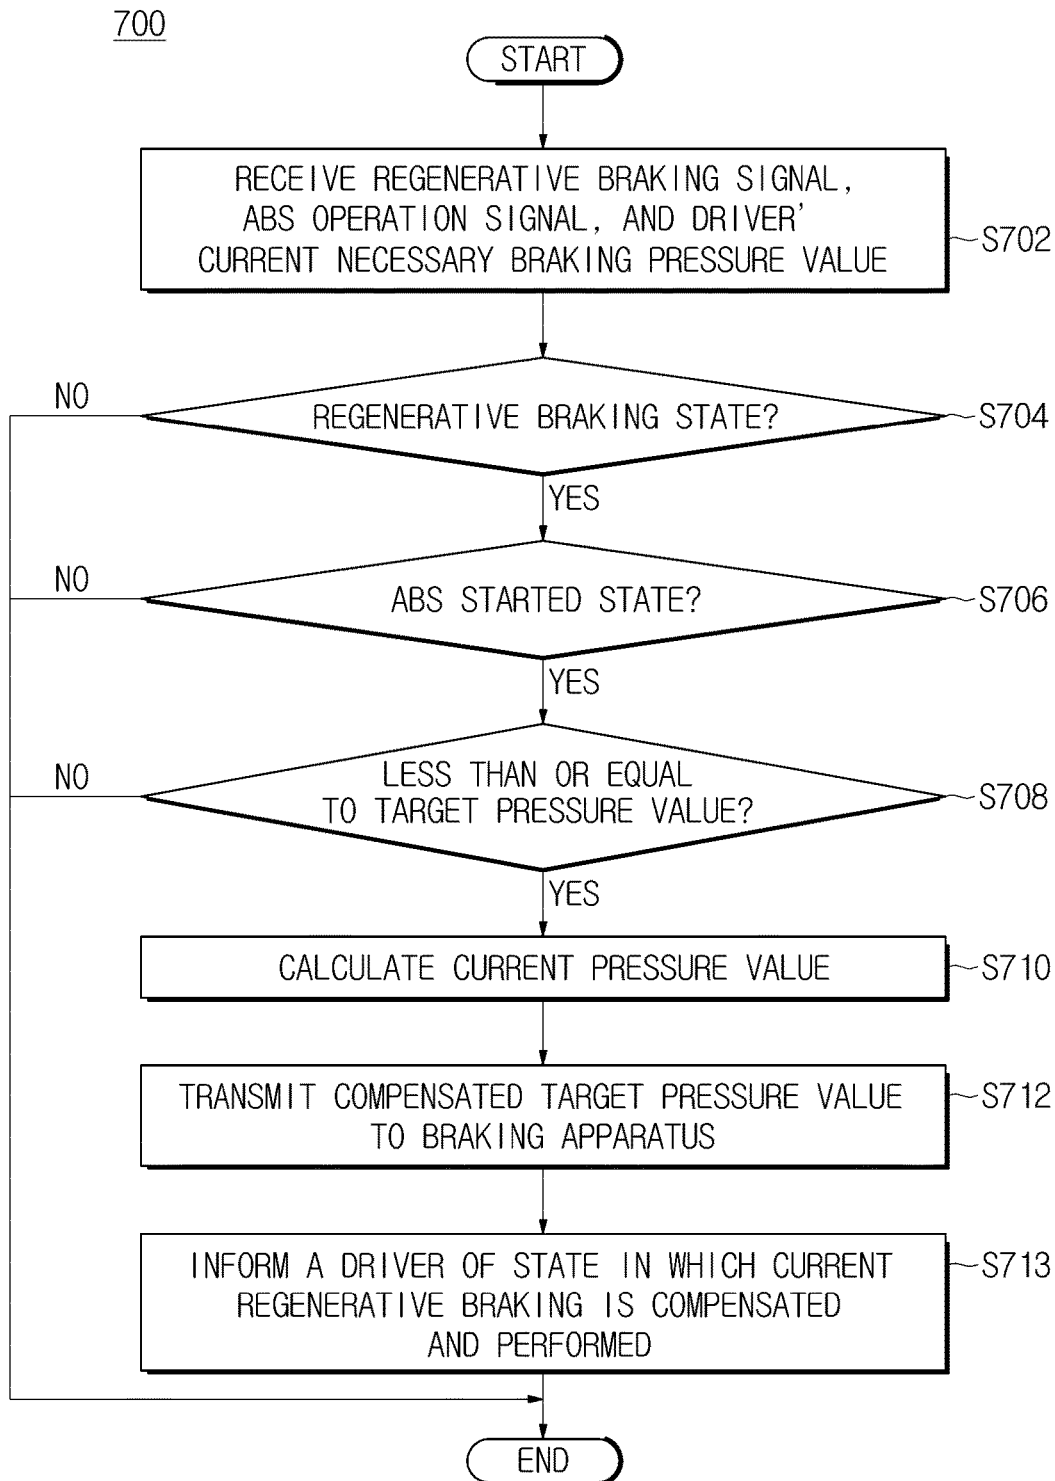 700
START
RECEIVE REGENERATIVE BRAKING SIGNAL,
ABS OPERATION SIGNAL, AND DRIVER'
CURRENT NECESSARY BRAKING PRESSURE VALUE
S702
REGENERATIVE BRAKING STATE?
S704
NO
YES
ABS STARTED STATE?
S706
NO
YES
LESS THAN OR EQUAL
TO TARGET PRESSURE VALUE?
S708
NO
YES
CALCULATE CURRENT PRESSURE VALUE
S710
TRANSMIT COMPENSATED TARGET PRESSURE VALUE
TO BRAKING APPARATUS
S712
INFORM A DRIVER OF STATE IN WHICH CURRENT
REGENERATIVE BRAKING IS COMPENSATED
AND PERFORMED
S713
END